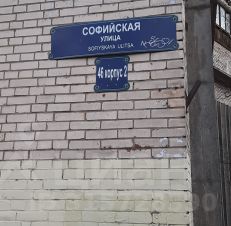 СОФИЙСКАЯ
УЛИЦА
SOFIYSKAYA ULITSA
46 корпус 2